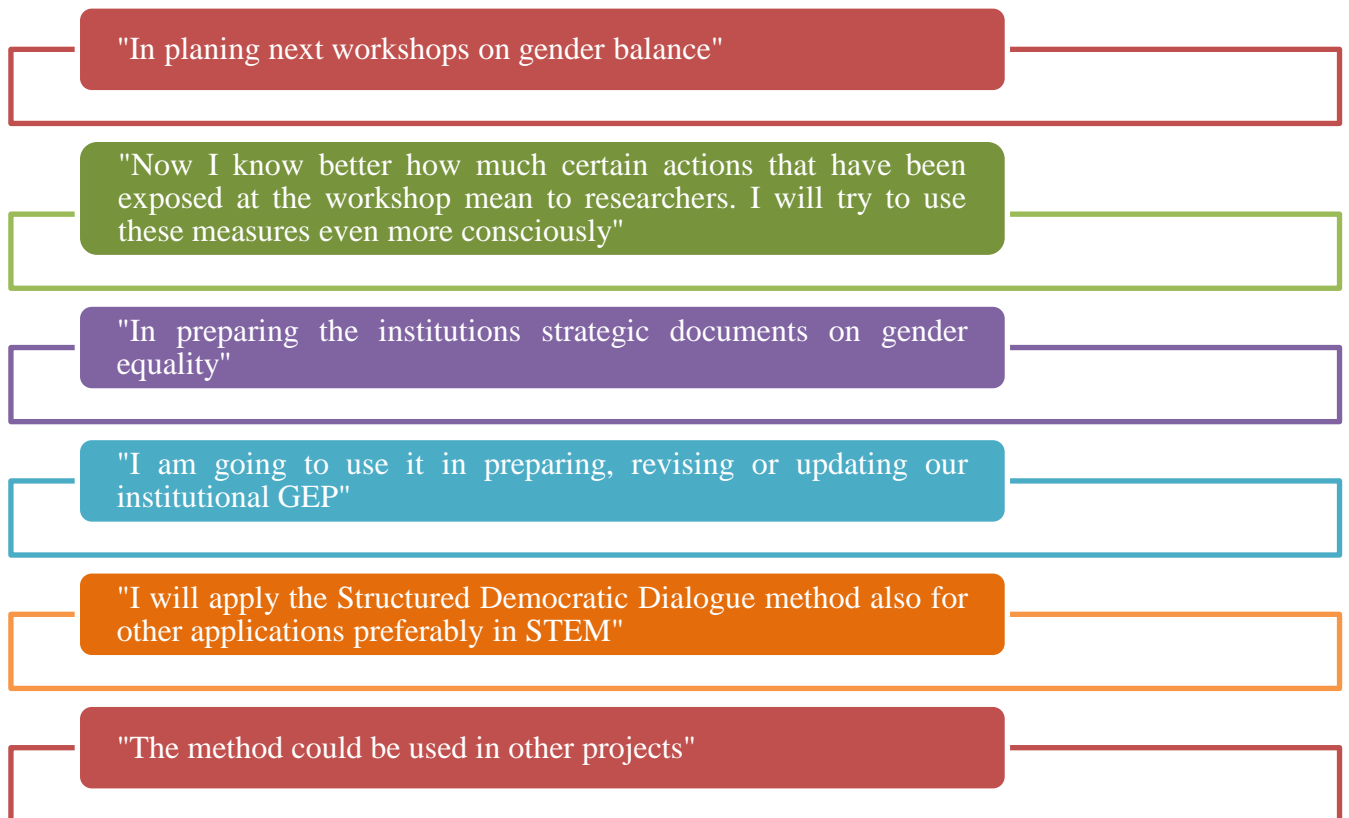 "In planing next workshops on gender balance"
"Now I know better how much certain actions that have been
exposed at the workshop mean to researchers. I will try to use
these measures even more consciously"
"In preparing the institutions strategic documents on gender
equality"
"I am going to use it in preparing, revising or updating our
institutional GEP"
"I will apply the Structured Democratic Dialogue method also for
other applications preferably in STEM"
"The method could be used in other projects"